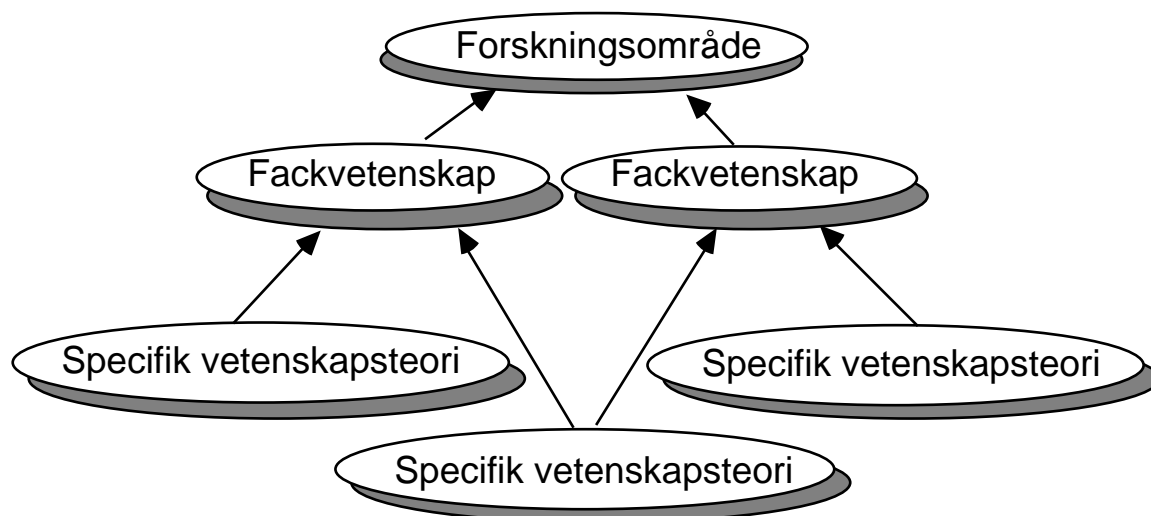 Forskningsområde
Fackvetenskap
Fackvetenskap
Specifik vetenskapsteori
Specifik vetenskapsteori
Specifik vetenskapsteori